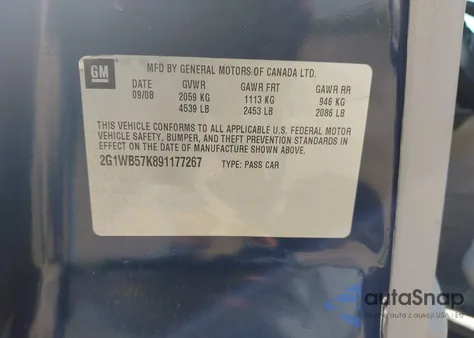 GM
MFD BY GENERAL MOTORS OF CANADA LTD.
DATE GVWR GAWR FRT GAWR RR
09/08 2059 KG 1113 KG 946 KG
4539 LB 2453 LB 2086 LB
THIS VEHICLE CONFORMS TO ALL APPLICABLE U.S. FEDERAL MOTOR
VEHICLE SAFETY, BUMPER, AND THEFT PREVENTION STANDARDS IN
EFFECT ON THE DATE OF MANUFACTURE SHOWN ABOVE.
2G1WB57K891177267 TYPE: PASS CAR
autoSnap